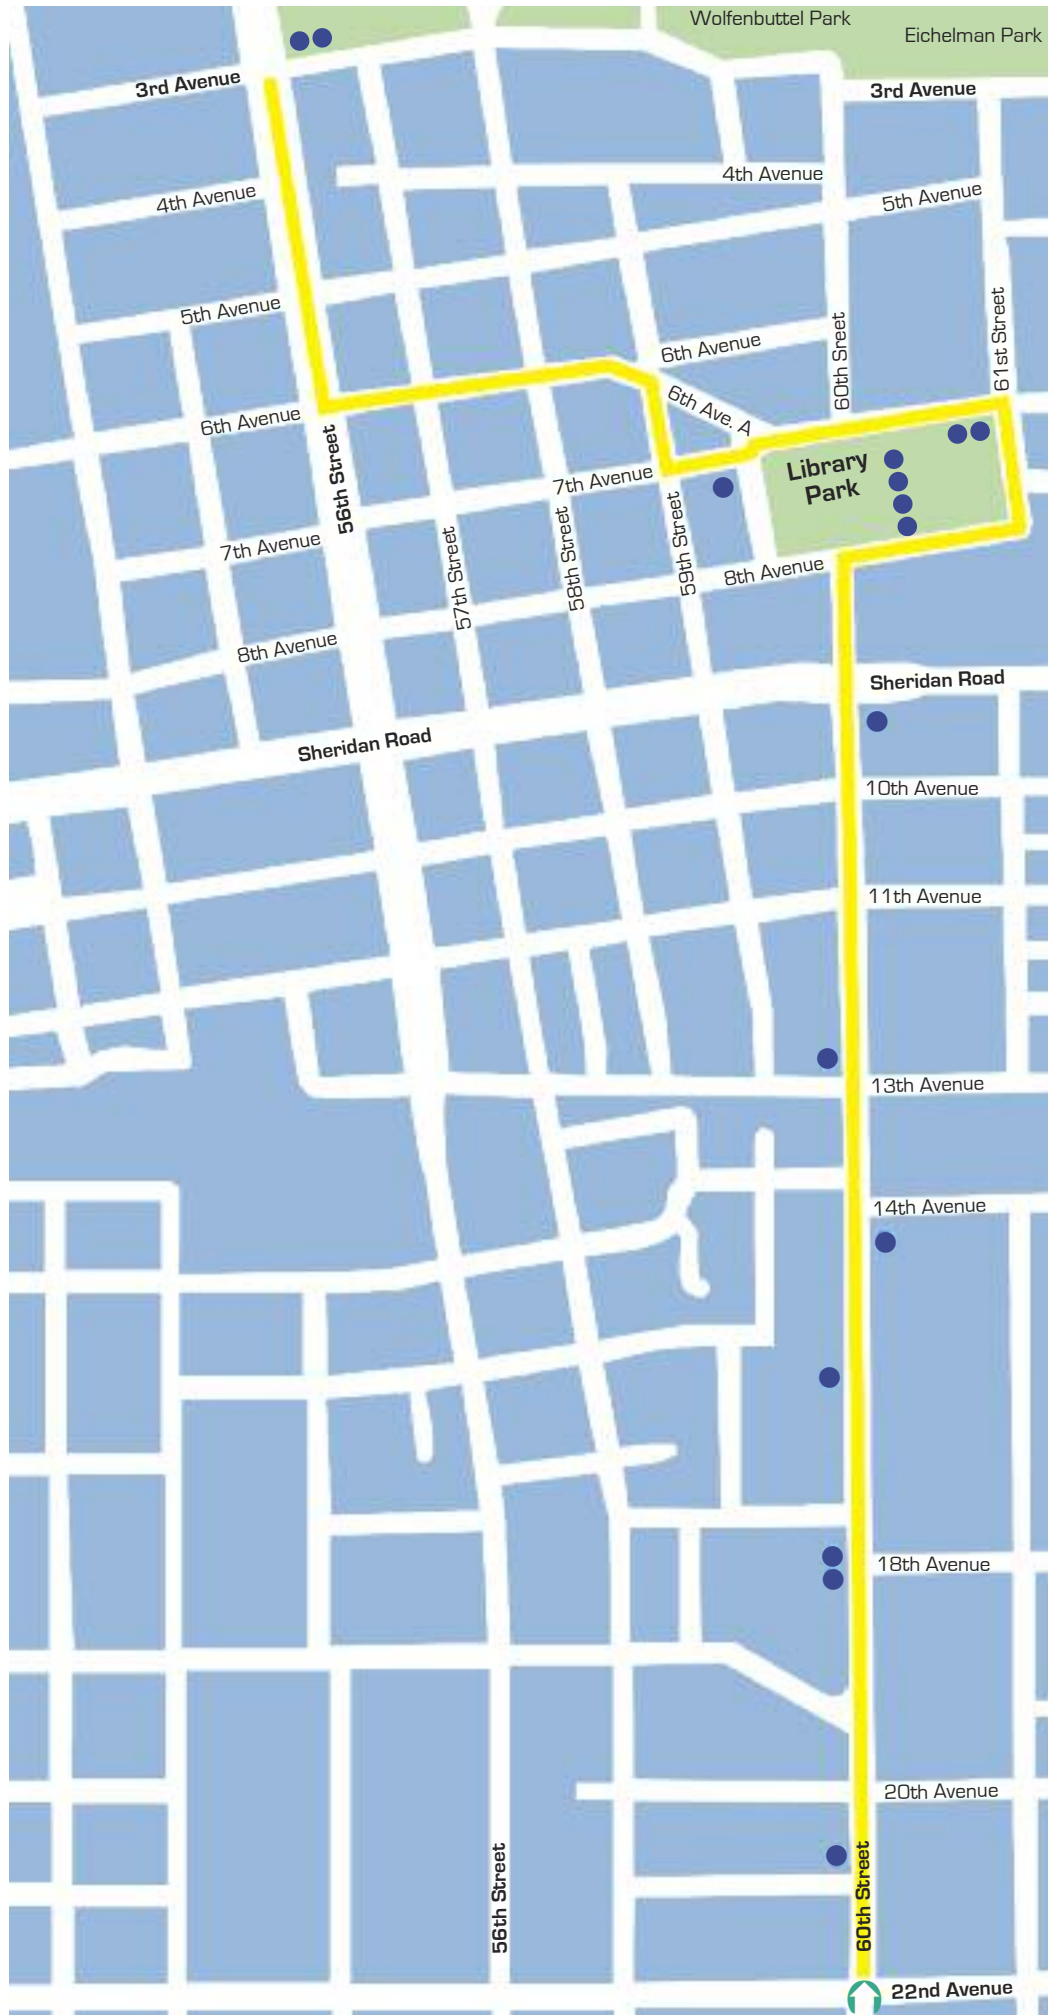 Wolfenbuttel Park
Eichelman Park
3rd Avenue
3rd Avenue
4th Avenue
4th Avenue
5th Avenue
5th Avenue
61st Street
60th Sreet
6th Avenue
6th Ave. A
6th Avenue
56th Street
Library
Park
7th Avenue
59th Street
58th Street
57th Street
7th Avenue
8th Avenue
8th Avenue
Sheridan Road
Sheridan Road
10th Avenue
11th Avenue
13th Avenue
14th Avenue
18th Avenue
20th Avenue
56th Street
60th Street
22nd Avenue